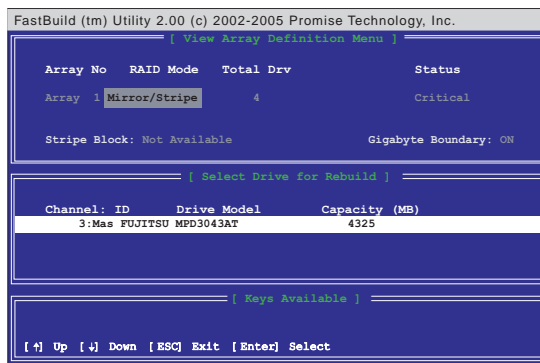 FastBuild (tm) Utility 2.00 (c) 2002-2005 Promise Technology, Inc.
[ View Array Definition Menu ]
Array No RAID Mode Total Drv Status
Array 1 Mirror/Stripe 4 Critical
Stripe Block: Not Available Gigabyte Boundary: ON
[ Select Drive for Rebuild ]
Channel: ID Drive Model Capacity (MB)
3:Mas FUJITSU MPD3043AT 4325
[ Keys Available ]
[↑] Up [↓] Down [ESC] Exit [Enter] Select